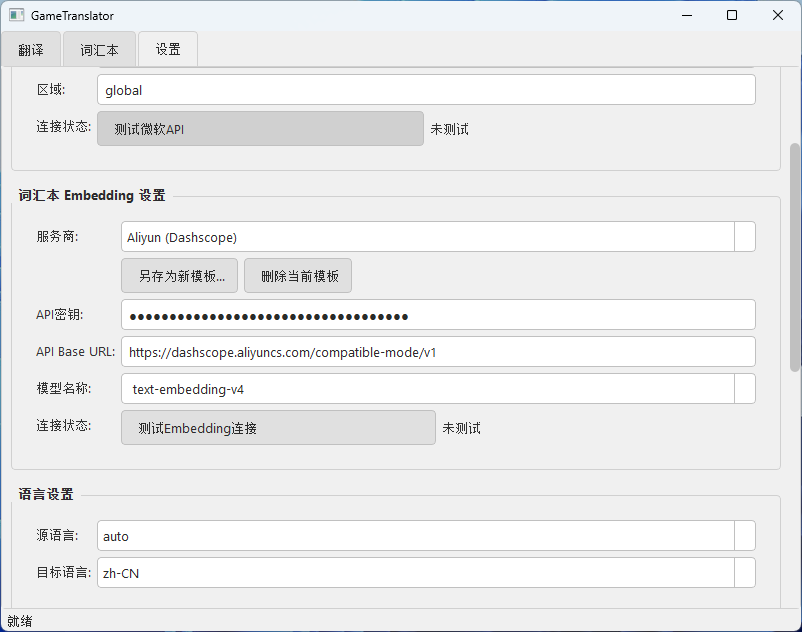 GameTranslator
翻译 词汇本 设置
区域: global
连接状态: 测试微软API 未测试
词汇本 Embedding 设置
服务商: Aliyun (Dashscope)
另存为新模板... 删除当前模板
API密钥: ●●●●●●●●●●●●●●●●●●●●●●●●●●●●●●●●●●●
API Base URL: https://dashscope.aliyuncs.com/compatible-mode/v1
模型名称: text-embedding-v4
连接状态: 测试Embedding连接 未测试
语言设置
源语言: auto
目标语言: zh-CN
就绪